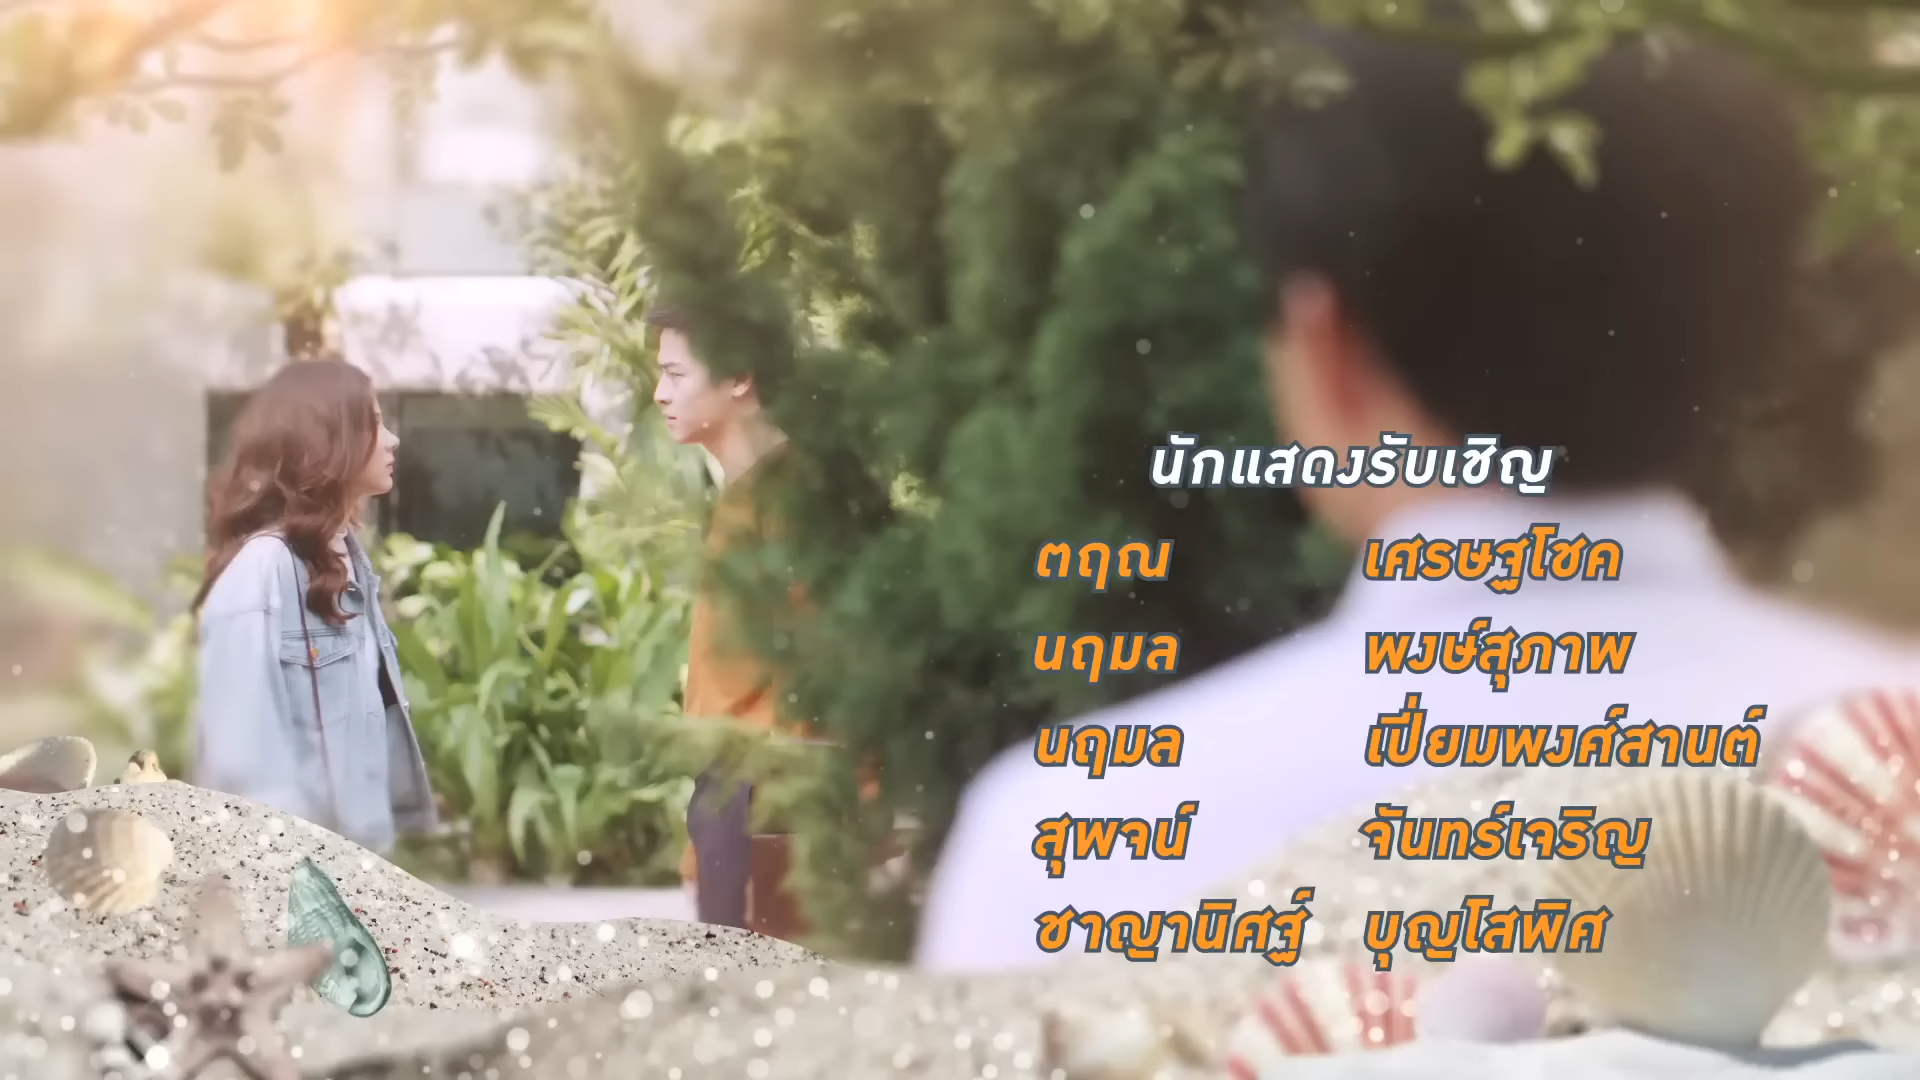 นักแสดงรับเชิญ
ตฤณ เศรษฐโชค
นฤมล พงษ์สุภาพ
นฤมล เปี่ยมพงศ์สานต์
สุพจน์ จันทร์เจริญ
ชาญานิศฐ์ บุญโสพิศ